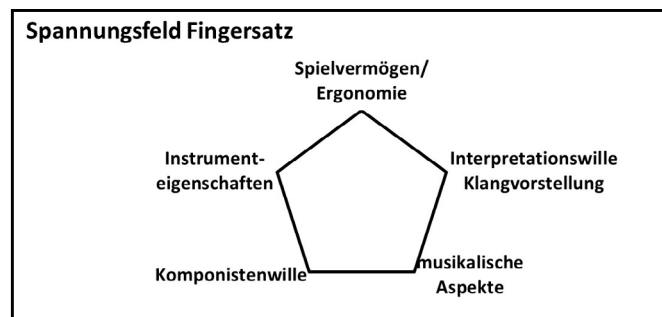 Spannungsfeld Fingersatz
Spielvermögen/
Ergonomie
Instrument-
eigenschaften
Interpretationswille
Klangvorstellung
Komponistenwille
musikalische
Aspekte